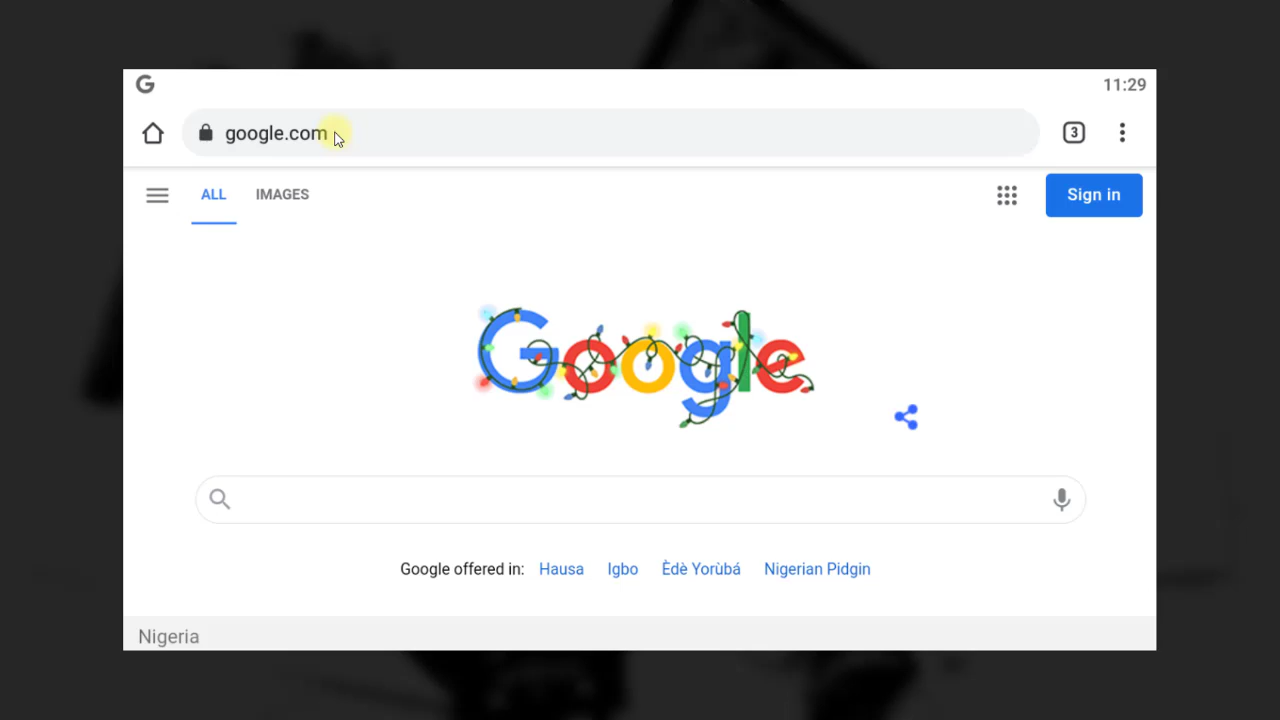 G 11:29
google.com 3
ALL IMAGES Sign in
Google
Google offered in: Hausa Igbo Èdè Yorùbá Nigerian Pidgin
Nigeria